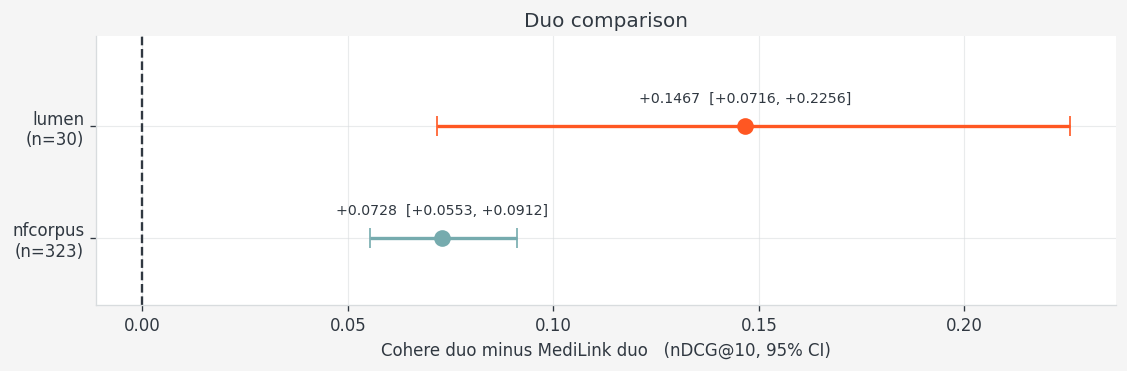 Duo comparison
+0.1467  [+0.0716, +0.2256]
lumen
(n=30)
+0.0728  [+0.0553, +0.0912]
nfcorpus
(n=323)
0.00 0.05 0.10 0.15 0.20
Cohere duo minus MediLink duo   (nDCG@10, 95% CI)